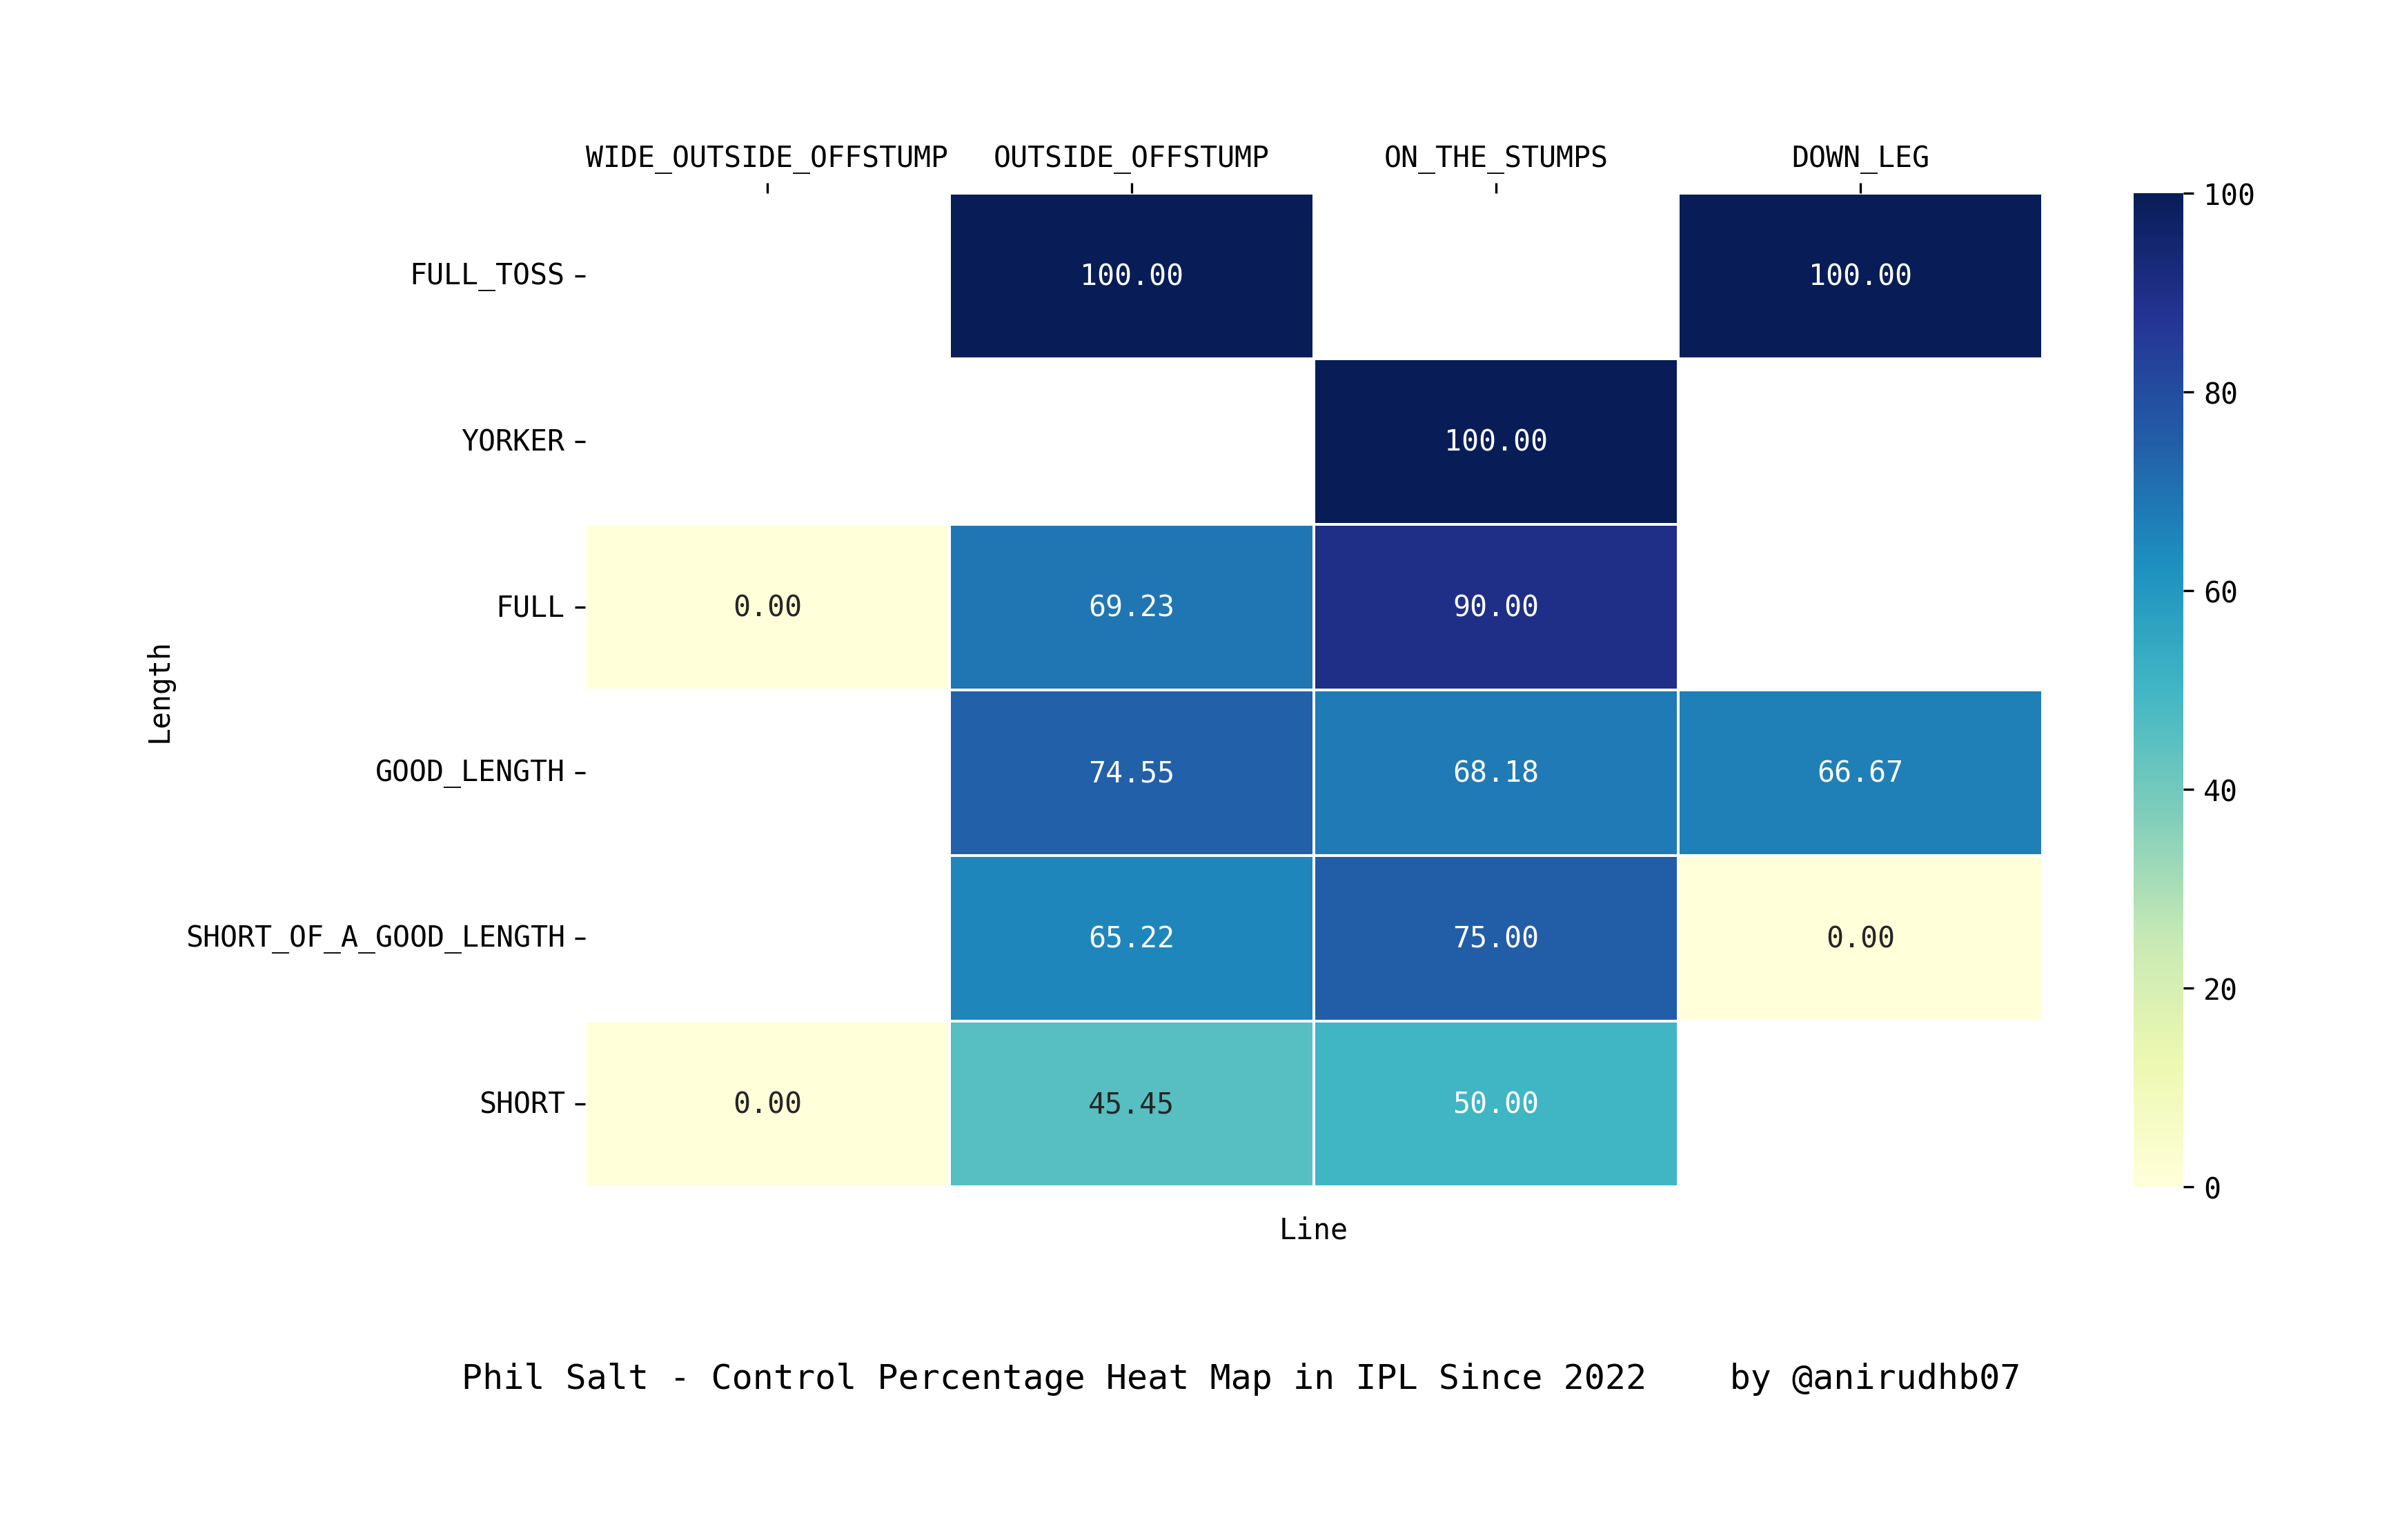 WIDE_OUTSIDE_OFFSTUMP OUTSIDE_OFFSTUMP ON_THE_STUMPS DOWN_LEG
100
FULL_TOSS 100.00 100.00
80
YORKER 100.00
60
FULL 0.00 69.23 90.00
Length
GOOD_LENGTH 74.55 68.18 66.67
40
SHORT_OF_A_GOOD_LENGTH 65.22 75.00 0.00
20
SHORT 0.00 45.45 50.00
0
Line
Phil Salt - Control Percentage Heat Map in IPL Since 2022 by @anirudhb07